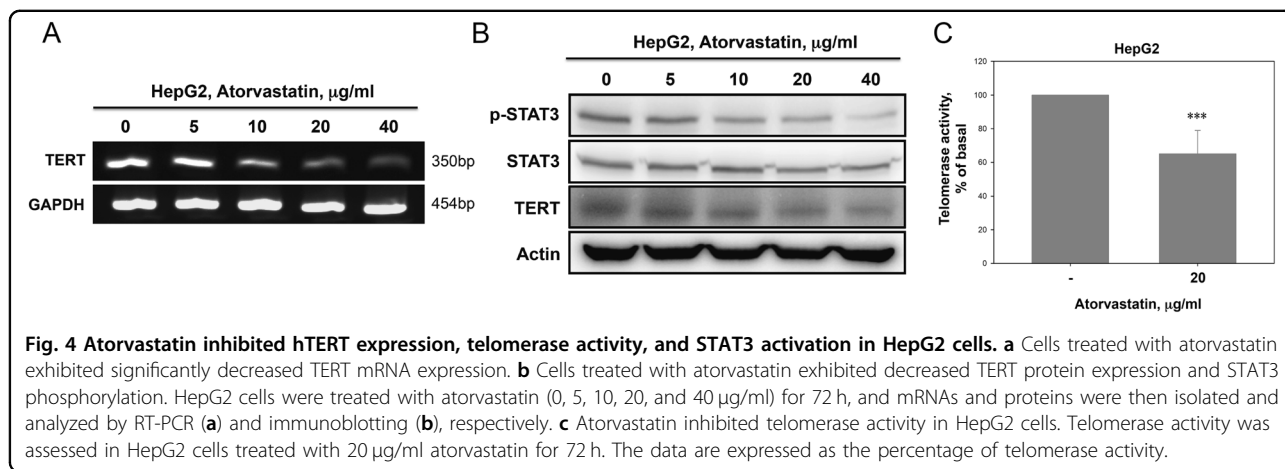 A
HepG2, Atorvastatin, μg/ml
0 5 10 20 40
TERT 350bp
GAPDH 454bp
B
HepG2, Atorvastatin, μg/ml
0 5 10 20 40
p-STAT3
STAT3
TERT
Actin
C
HepG2
Telomerase activity,
% of basal
120
100
80
60
40
20
0
***
- 20
Atorvastatin, μg/ml
Fig. 4 Atorvastatin inhibited hTERT expression, telomerase activity, and STAT3 activation in HepG2 cells. a Cells treated with atorvastatin
exhibited significantly decreased TERT mRNA expression. b Cells treated with atorvastatin exhibited decreased TERT protein expression and STAT3
phosphorylation. HepG2 cells were treated with atorvastatin (0, 5, 10, 20, and 40 μg/ml) for 72 h, and mRNAs and proteins were then isolated and
analyzed by RT-PCR (a) and immunoblotting (b), respectively. c Atorvastatin inhibited telomerase activity in HepG2 cells. Telomerase activity was
assessed in HepG2 cells treated with 20 μg/ml atorvastatin for 72 h. The data are expressed as the percentage of telomerase activity.